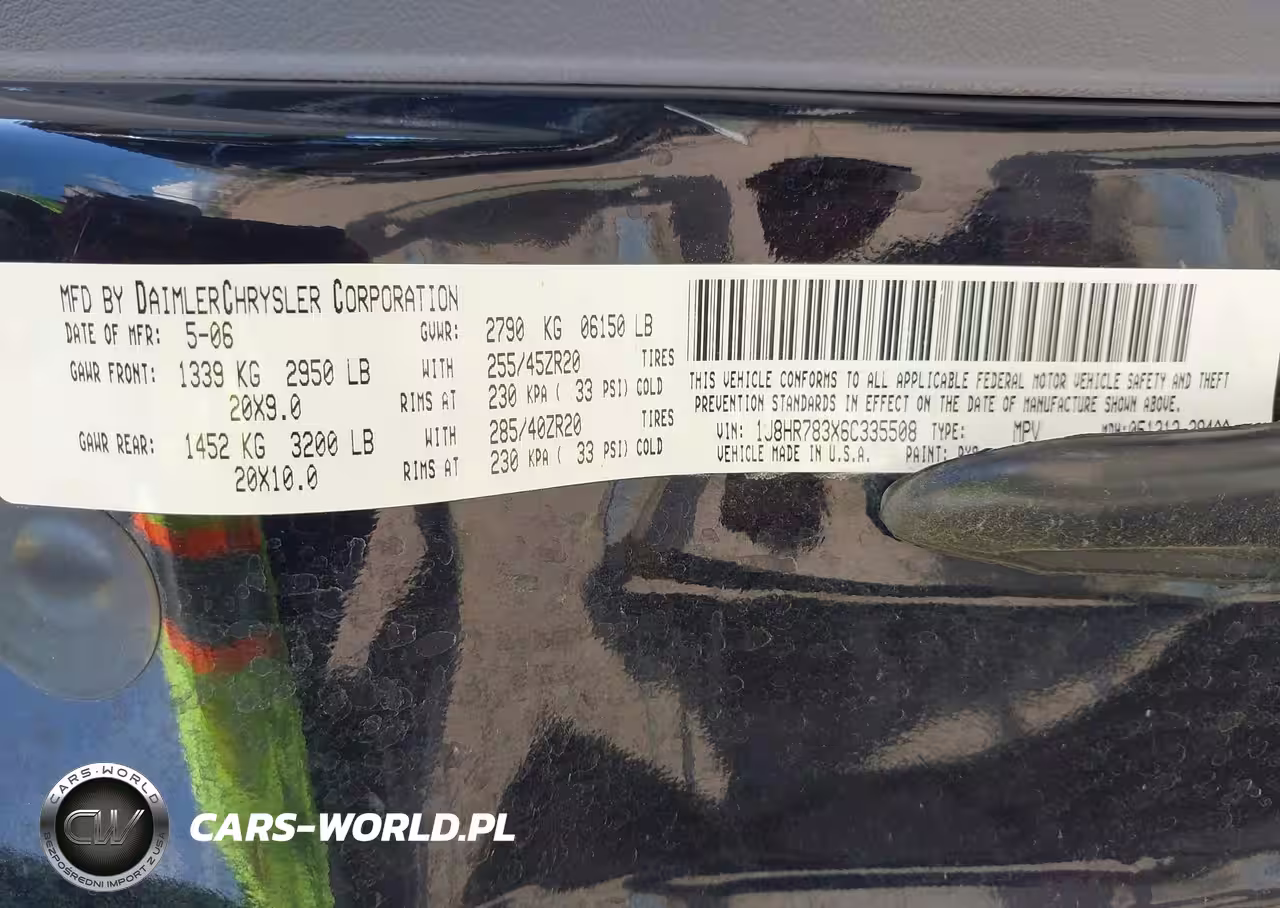 MFD BY DAIMLERCHRYSLER CORPORATION
DATE OF MFR: 5-06 GVWR: 2790 KG 06150 LB
GAWR FRONT: 1339 KG 2950 LB WITH 255/45ZR20 TIRES
20X9.0 RIMS AT 230 KPA ( 33 PSI) COLD
GAWR REAR: 1452 KG 3200 LB WITH 285/40ZR20 TIRES
20X10.0 RIMS AT 230 KPA ( 33 PSI) COLD
THIS VEHICLE CONFORMS TO ALL APPLICABLE FEDERAL MOTOR VEHICLE SAFETY AND THEFT
PREVENTION STANDARDS IN EFFECT ON THE DATE OF MANUFACTURE SHOWN ABOVE.
VIN: 1J8HR783X6C335508 TYPE: MPV
VEHICLE MADE IN U.S.A. PAINT:
CARS-WORLD
CW
BEZPOŚREDNI IMPORT Z USA
CARS-WORLD.PL